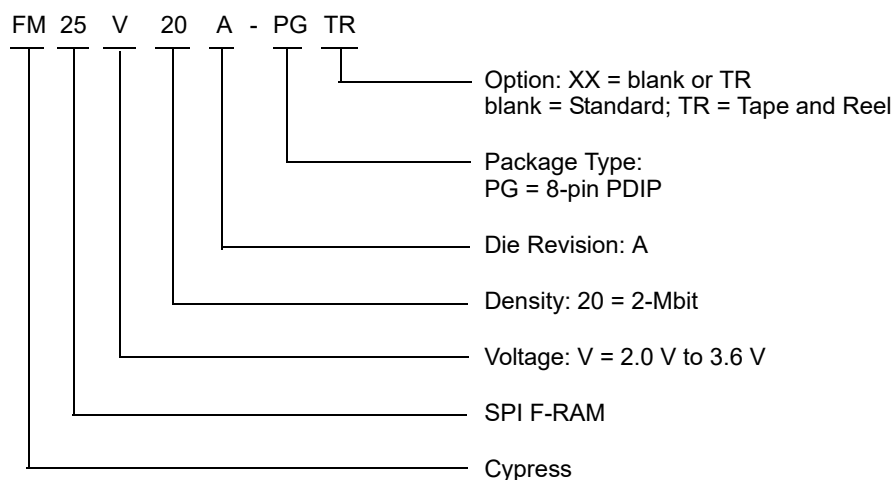 FM 25 V 20 A - PG TR
Option: XX = blank or TR
blank = Standard; TR = Tape and Reel
Package Type:
PG = 8-pin PDIP
Die Revision: A
Density: 20 = 2-Mbit
Voltage: V = 2.0 V to 3.6 V
SPI F-RAM
Cypress